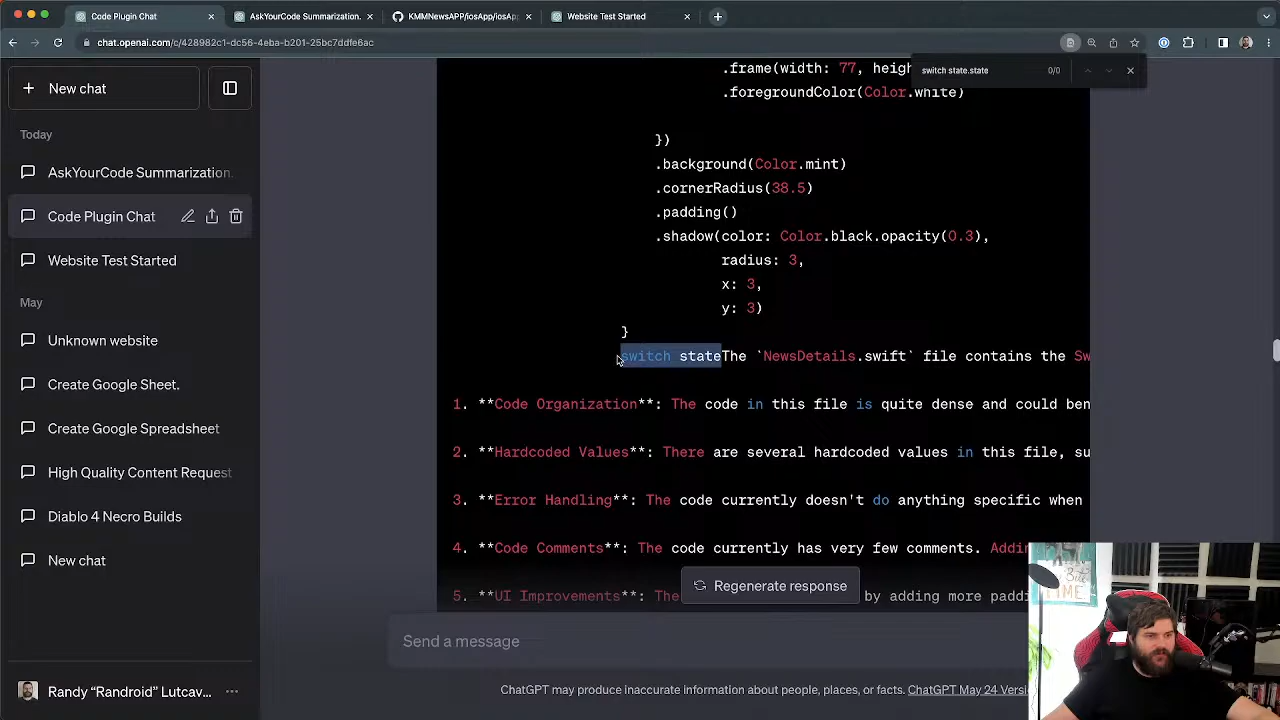 Code Plugin Chat
AskYourCode Summarization.
KMMNewsAPP/iosApp/iosAp
Website Test Started
chat.openai.com/c/428982c1-dc56-4eba-b201-25bc7ddfe6ac
switch state.state
0/0
New chat
Today
AskYourCode Summarization.
Code Plugin Chat
Website Test Started
May
Unknown website
Create Google Sheet.
Create Google Spreadsheet
High Quality Content Request
Diablo 4 Necro Builds
New chat
Randy “Randroid” Lutcav...
.frame(width: 77, heig
.foregroundColor(Color.white)
})
.background(Color.mint)
.cornerRadius(38.5)
.padding()
.shadow(color: Color.black.opacity(0.3),
radius: 3,
x: 3,
y: 3)
}
switch stateThe `NewsDetails.swift` file contains the Sw
1. **Code Organization**: The code in this file is quite dense and could ben
2. **Hardcoded Values**: There are several hardcoded values in this file, su
3. **Error Handling**: The code currently doesn't do anything specific when
4. **Code Comments**: The code currently has very few comments. Addin
5. **UI Improvements**: The by adding more paddi
Regenerate response
Send a message
ChatGPT may produce inaccurate information about people, places, or facts. ChatGPT May 24 Versi